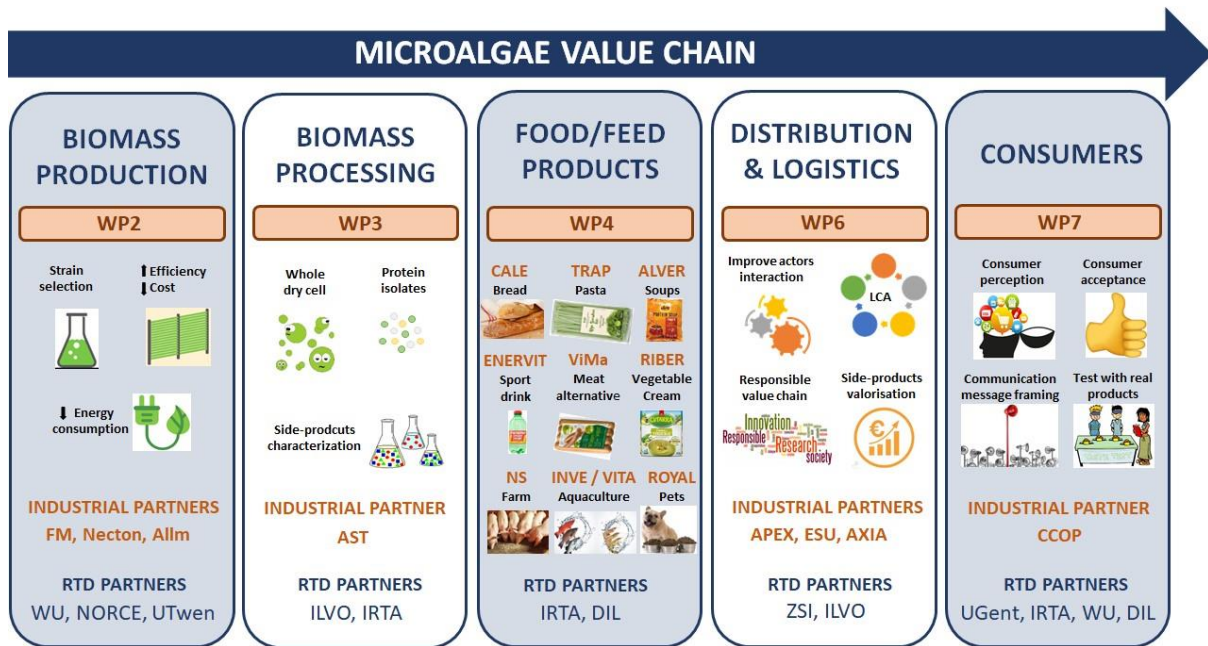 MICROALGAE VALUE CHAIN
BIOMASS
PRODUCTION
WP2
Strain
selection
⬆ Efficiency
⬇ Cost
⬇ Energy
consumption
INDUSTRIAL PARTNERS
FM, Necton, Allm
RTD PARTNERS
WU, NORCE, UTwen
BIOMASS
PROCESSING
WP3
Whole
dry cell
Protein
isolates
Side-prodcuts
characterization
INDUSTRIAL PARTNER
AST
RTD PARTNERS
ILVO, IRTA
FOOD/FEED
PRODUCTS
WP4
CALE
Bread
TRAP
Pasta
ALVER
Soups
ENERVIT
Sport
drink
ViMa
Meat
alternative
RIBER
Vegetable
Cream
NS
Farm
INVE / VITA
Aquaculture
ROYAL
Pets
RTD PARTNERS
IRTA, DIL
DISTRIBUTION
& LOGISTICS
WP6
Improve actors
interaction
LCA
Responsible
value chain
Innovation
Responsible
Research
society
Side-products
valorisation
€
INDUSTRIAL PARTNERS
APEX, ESU, AXIA
RTD PARTNERS
ZSI, ILVO
CONSUMERS
WP7
Consumer
perception
Consumer
acceptance
Communication
message framing
Test with real
products
INDUSTRIAL PARTNER
CCOP
RTD PARTNERS
UGent, IRTA, WU, DIL